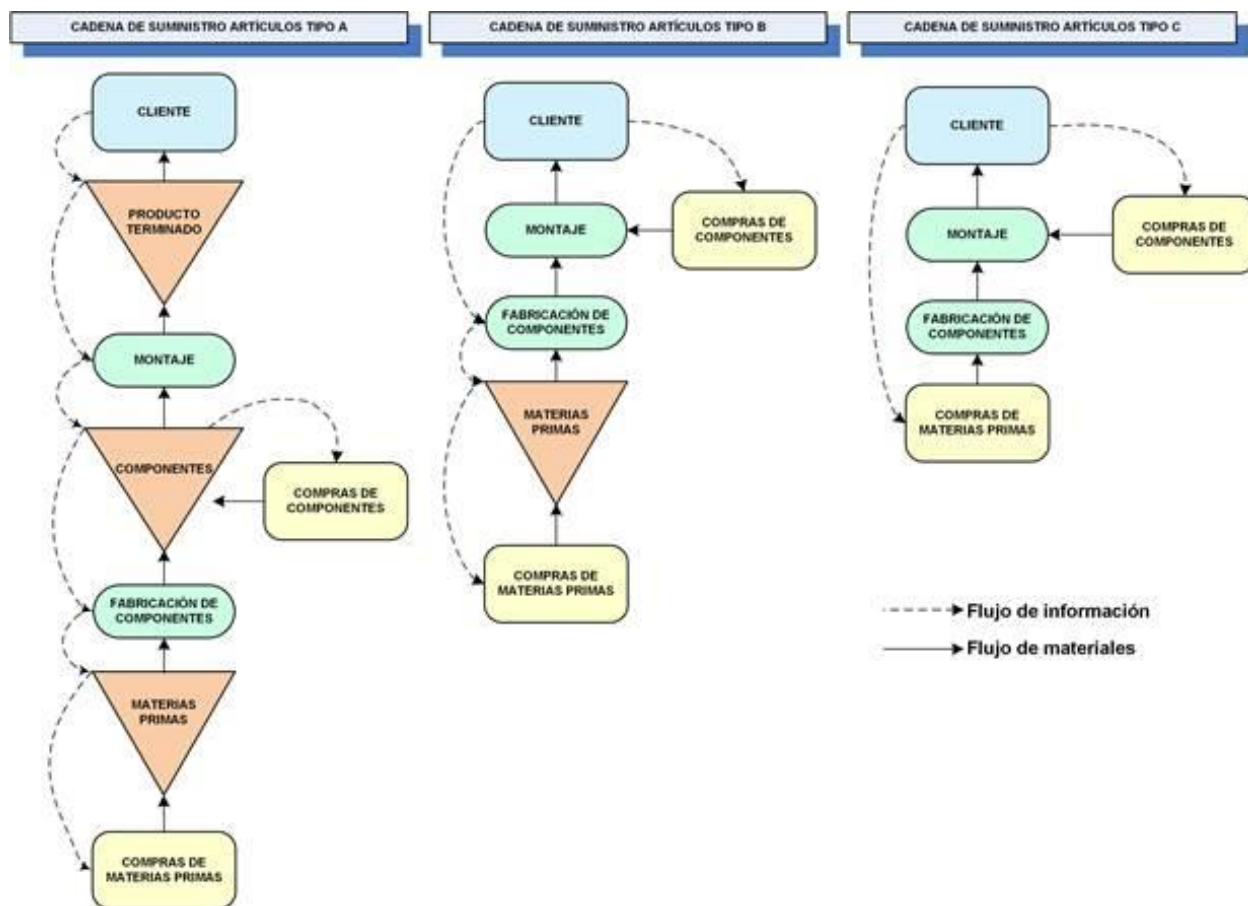 CADENA DE SUMINISTRO ARTÍCULOS TIPO A
CLIENTE
PRODUCTO
TERMINADO
MONTAJE
COMPONENTES
COMPRAS DE
COMPONENTES
FABRICACIÓN DE
COMPONENTES
MATERIAS
PRIMAS
COMPRAS DE
MATERIAS PRIMAS
CADENA DE SUMINISTRO ARTÍCULOS TIPO B
CLIENTE
MONTAJE
COMPRAS DE
COMPONENTES
FABRICACIÓN DE
COMPONENTES
MATERIAS
PRIMAS
COMPRAS DE
MATERIAS PRIMAS
CADENA DE SUMINISTRO ARTÍCULOS TIPO C
CLIENTE
MONTAJE
COMPRAS DE
COMPONENTES
FABRICACIÓN DE
COMPONENTES
COMPRAS DE
MATERIAS PRIMAS
Flujo de información
Flujo de materiales